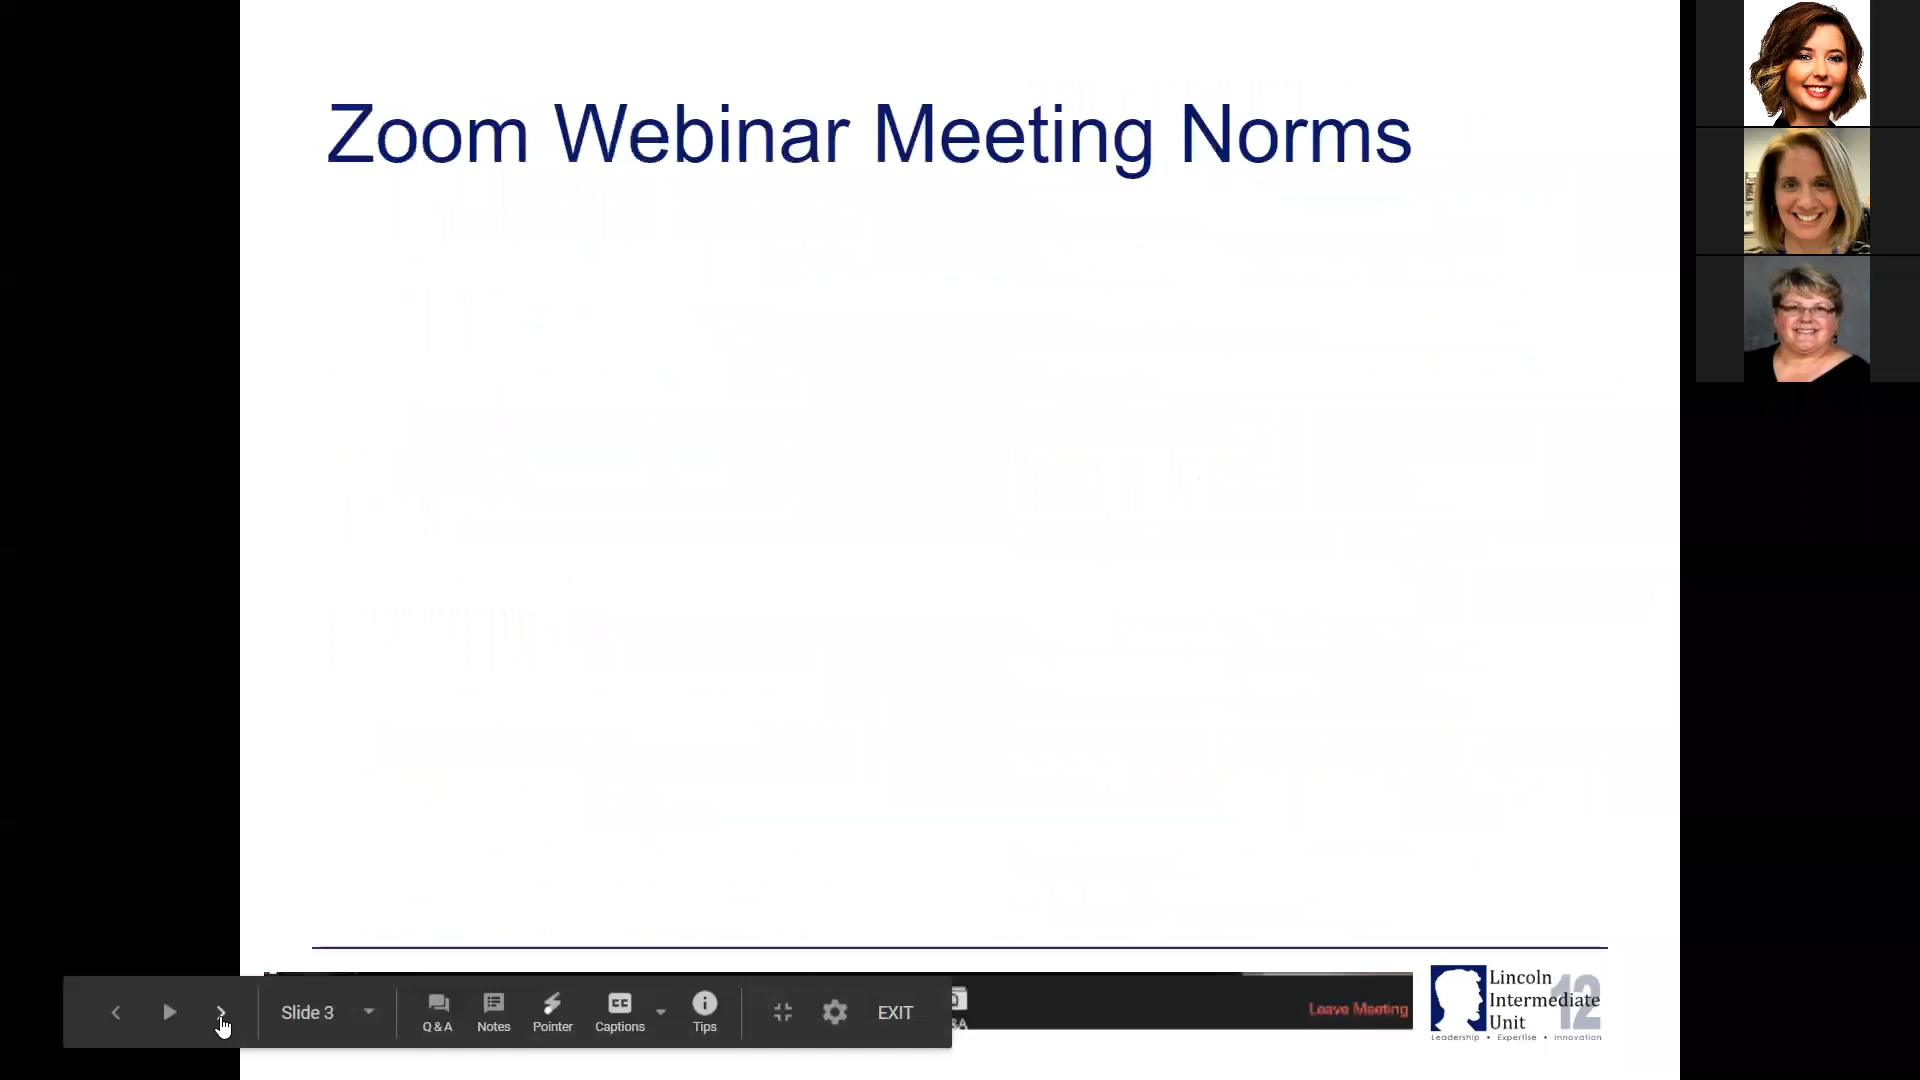 Zoom Webinar Meeting Norms
Slide 3
Q & A
Notes
Pointer
CC
Captions
Tips
EXIT
Leave Meeting
12
Lincoln
Intermediate
Unit
Leadership • Expertise • Innovation